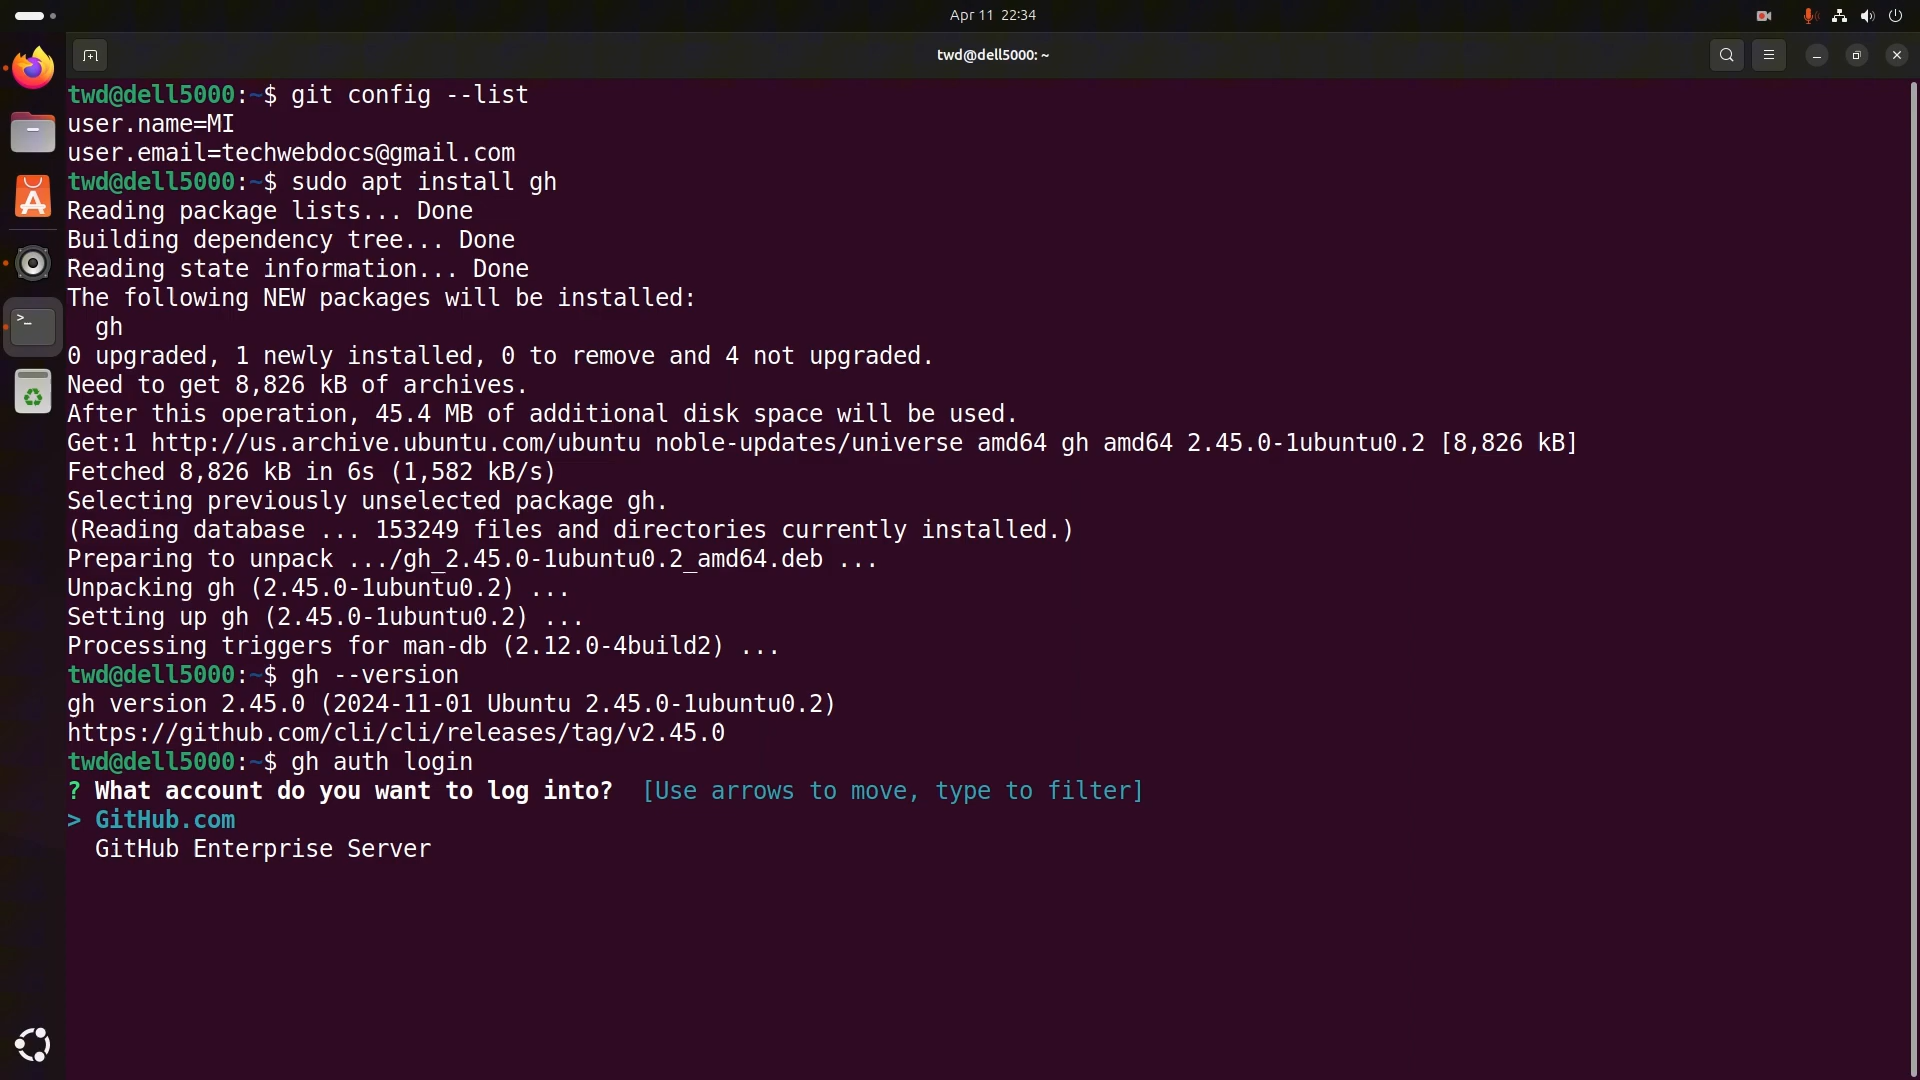 Apr 11 22:34
twd@dell5000: ~
twd@dell5000:~$ git config --list
user.name=MI
user.email=techwebdocs@gmail.com
twd@dell5000:~$ sudo apt install gh
Reading package lists... Done
Building dependency tree... Done
Reading state information... Done
The following NEW packages will be installed:
  gh
0 upgraded, 1 newly installed, 0 to remove and 4 not upgraded.
Need to get 8,826 kB of archives.
After this operation, 45.4 MB of additional disk space will be used.
Get:1 http://us.archive.ubuntu.com/ubuntu noble-updates/universe amd64 gh amd64 2.45.0-1ubuntu0.2 [8,826 kB]
Fetched 8,826 kB in 6s (1,582 kB/s)
Selecting previously unselected package gh.
(Reading database ... 153249 files and directories currently installed.)
Preparing to unpack .../gh_2.45.0-1ubuntu0.2_amd64.deb ...
Unpacking gh (2.45.0-1ubuntu0.2) ...
Setting up gh (2.45.0-1ubuntu0.2) ...
Processing triggers for man-db (2.12.0-4build2) ...
twd@dell5000:~$ gh --version
gh version 2.45.0 (2024-11-01 Ubuntu 2.45.0-1ubuntu0.2)
https://github.com/cli/cli/releases/tag/v2.45.0
twd@dell5000:~$ gh auth login
? What account do you want to log into?  [Use arrows to move, type to filter]
> GitHub.com
  GitHub Enterprise Server